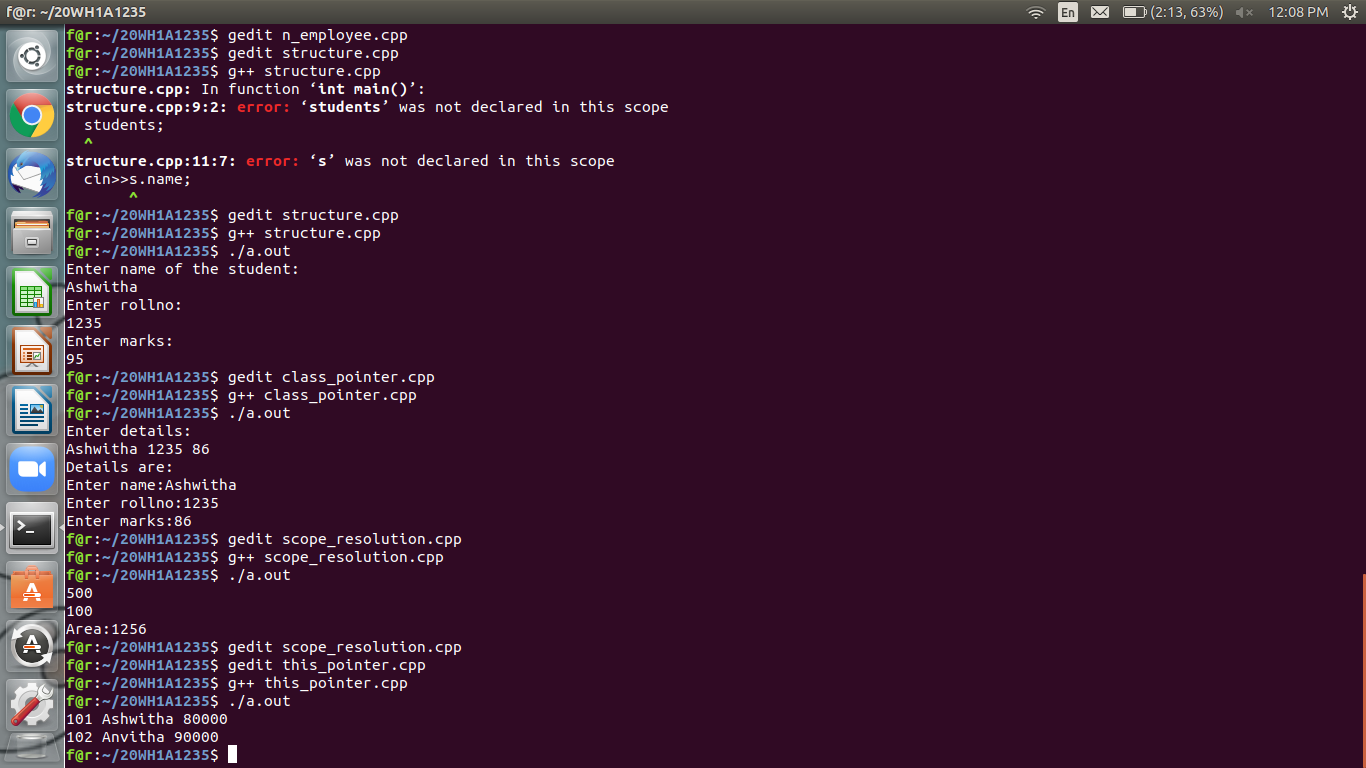 f@r: ~/20WH1A1235
En
(2:13, 63%)
12:08 PM
f@r:~/20WH1A1235$ gedit n_employee.cpp
f@r:~/20WH1A1235$ gedit structure.cpp
f@r:~/20WH1A1235$ g++ structure.cpp
structure.cpp: In function ‘int main()’:
structure.cpp:9:2: error: ‘students’ was not declared in this scope
  students;
  ^
structure.cpp:11:7: error: ‘s’ was not declared in this scope
  cin>>s.name;
       ^
f@r:~/20WH1A1235$ gedit structure.cpp
f@r:~/20WH1A1235$ g++ structure.cpp
f@r:~/20WH1A1235$ ./a.out
Enter name of the student:
Ashwitha
Enter rollno:
1235
Enter marks:
95
f@r:~/20WH1A1235$ gedit class_pointer.cpp
f@r:~/20WH1A1235$ g++ class_pointer.cpp
f@r:~/20WH1A1235$ ./a.out
Enter details:
Ashwitha 1235 86
Details are:
Enter name:Ashwitha
Enter rollno:1235
Enter marks:86
f@r:~/20WH1A1235$ gedit scope_resolution.cpp
f@r:~/20WH1A1235$ g++ scope_resolution.cpp
f@r:~/20WH1A1235$ ./a.out
500
100
Area:1256
f@r:~/20WH1A1235$ gedit scope_resolution.cpp
f@r:~/20WH1A1235$ gedit this_pointer.cpp
f@r:~/20WH1A1235$ g++ this_pointer.cpp
f@r:~/20WH1A1235$ ./a.out
101 Ashwitha 80000
102 Anvitha 90000
f@r:~/20WH1A1235$